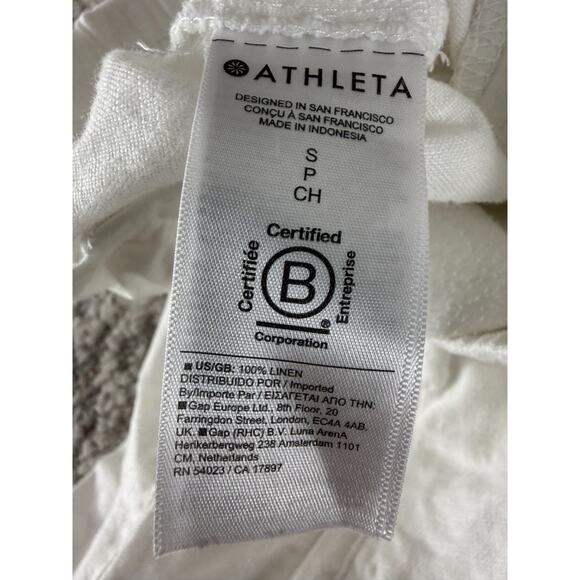 ATHLETA
DESIGNED IN SAN FRANCISCO
CONÇU À SAN FRANCISCO
MADE IN INDONESIA
S
P
CH
Certified
Certifiée
B
Entreprise
®
Corporation
US/GB: 100% LINEN
DISTRIBUIDO POR / Imported
By/Importe Par / ΕΙΣΑΓΕΤΑΙ ΑΠΟ ΤΗΝ:
Gap Europe Ltd., 8th Floor, 20
Farringdon Street, London, EC4A 4AB
UK. Gap (RHC) B.V. Luna ArenA
Herikerbergweg 238 Amsterdam 1101
CM, Netherlands
RN 54023 / CA 17897